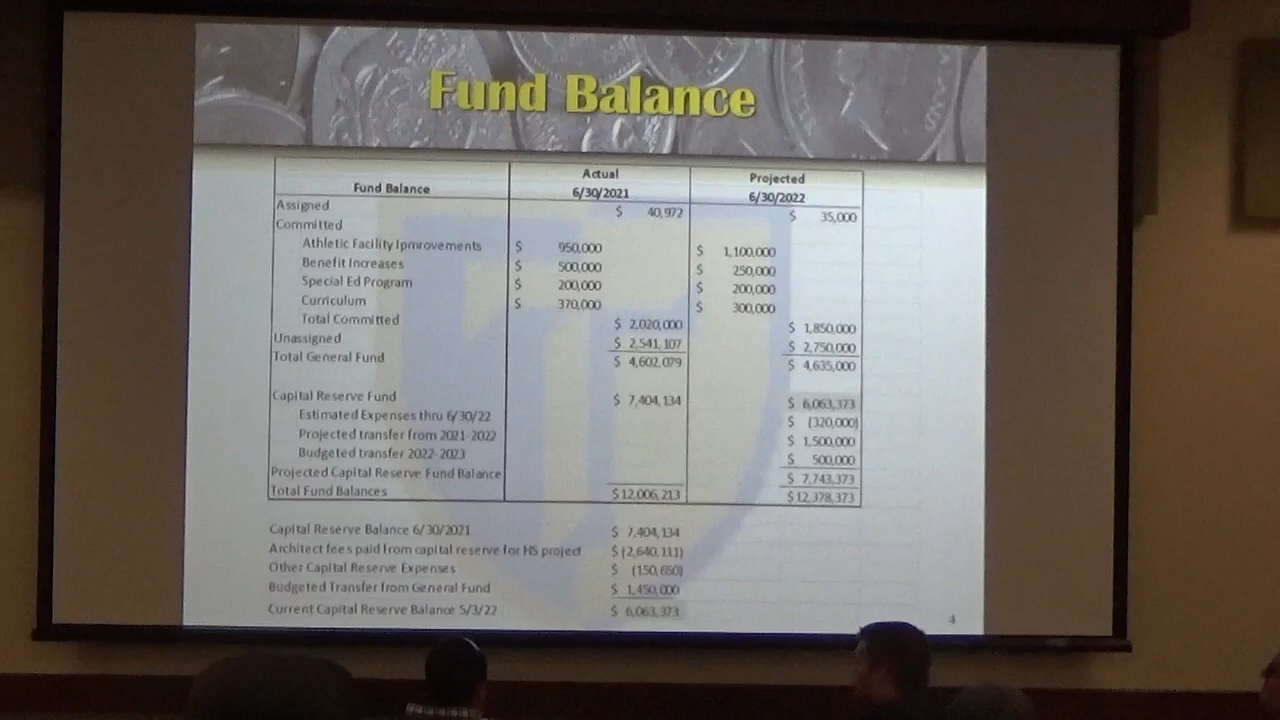 Fund Balance
Fund Balance Actual 6/30/2021 Projected 6/30/2022
Assigned $ 40,972 $ 35,000
Committed
Athletic Facility Ipmrovements $ 950,000 $ 1,100,000
Benefit Increases $ 500,000 $ 250,000
Special Ed Program $ 200,000 $ 200,000
Curriculum $ 370,000 $ 300,000
Total Committed $ 2,020,000 $ 1,850,000
Unassigned $ 2,541,107 $ 2,750,000
Total General Fund $ 4,602,079 $ 4,635,000
Capital Reserve Fund $ 7,404,134 $ 6,063,373
Estimated Expenses thru 6/30/22 $ (320,000)
Projected transfer from 2021-2022 $ 1,500,000
Budgeted transfer 2022-2023 $ 500,000
Projected Capital Reserve Fund Balance $ 7,743,373
Total Fund Balances $12,006,213 $12,378,373
Capital Reserve Balance 6/30/2021 $ 7,404,134
Architect fees paid from capital reserve for HS project $ (2,640,111)
Other Capital Reserve Expenses $ (150,650)
Budgeted Transfer from General Fund $ 1,450,000
Current Capital Reserve Balance 5/3/22 $ 6,063,373
4